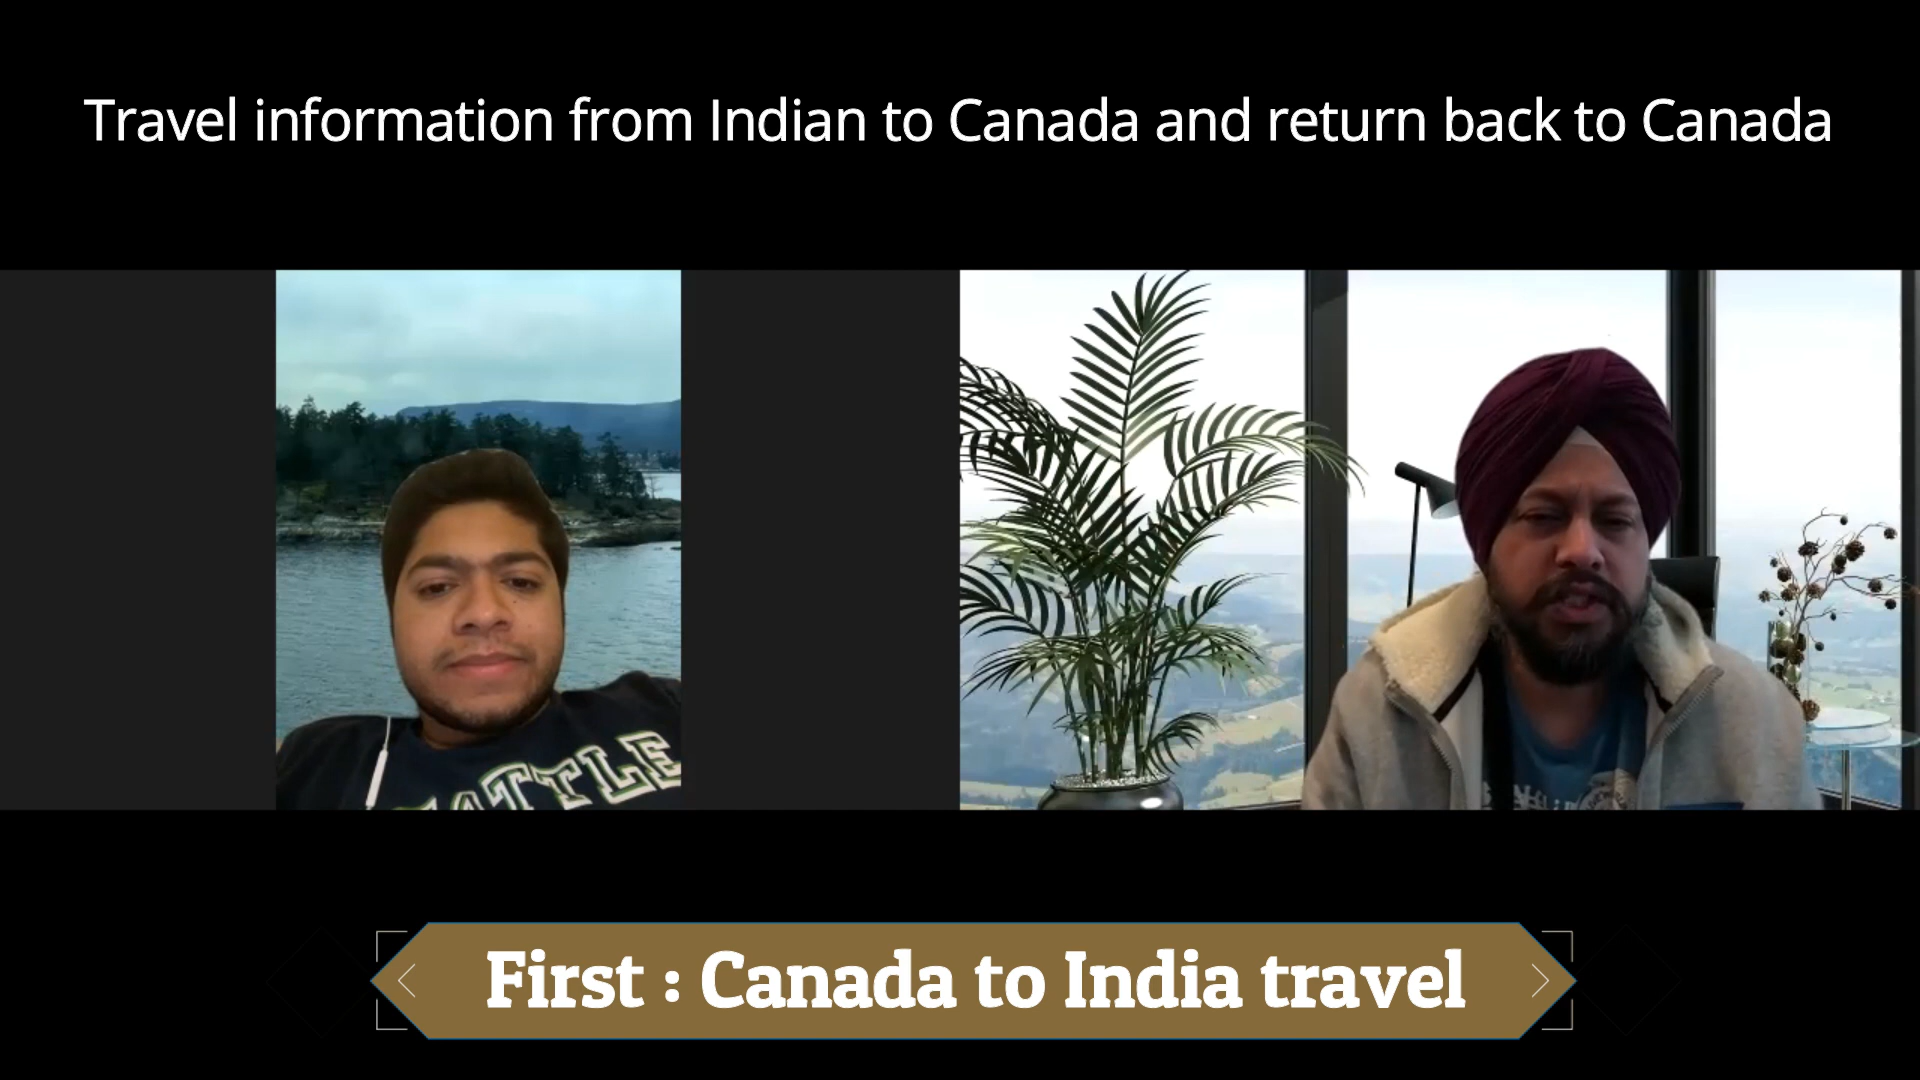 Travel information from Indian to Canada and return back to Canada
First : Canada to India travel